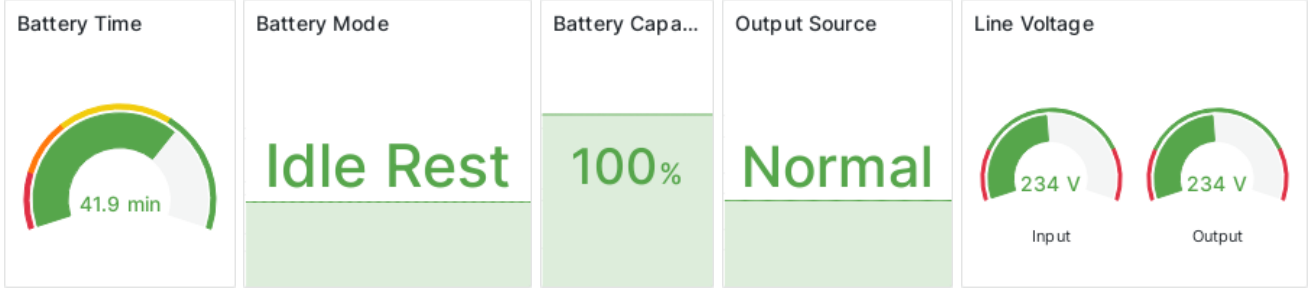 Battery Time
41.9 min
Battery Mode
Idle Rest
Battery Capa...
100%
Output Source
Normal
Line Voltage
234 V
Input
234 V
Output